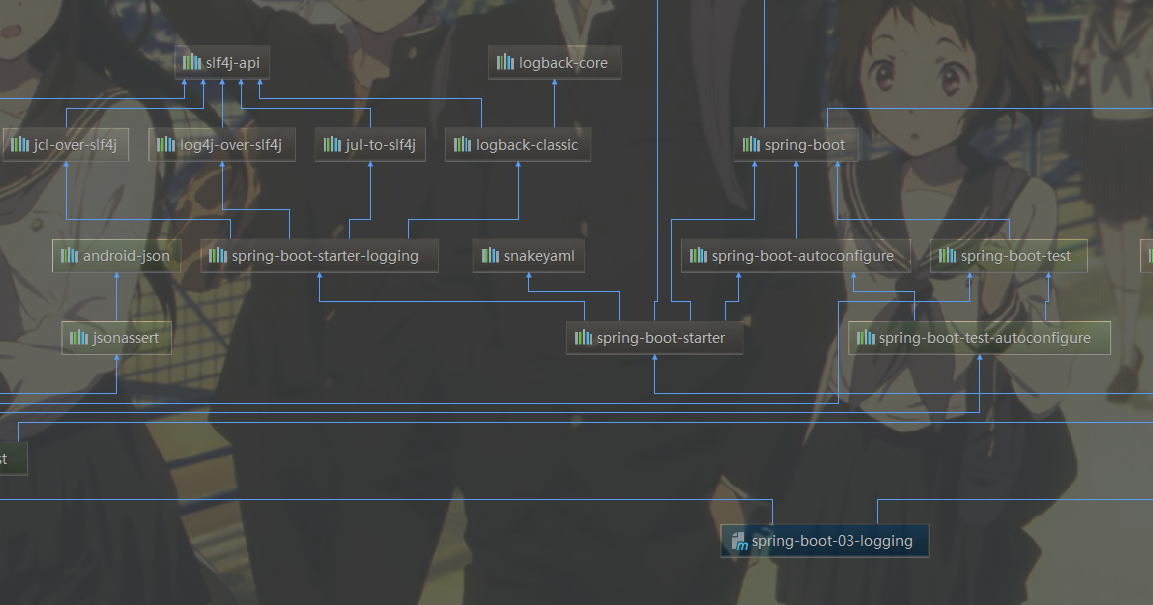 slf4j-api
logback-core
jcl-over-slf4j
log4j-over-slf4j
jul-to-slf4j
logback-classic
spring-boot
android-json
spring-boot-starter-logging
snakeyaml
spring-boot-autoconfigure
spring-boot-test
jsonassert
spring-boot-starter
spring-boot-test-autoconfigure
st
spring-boot-03-logging